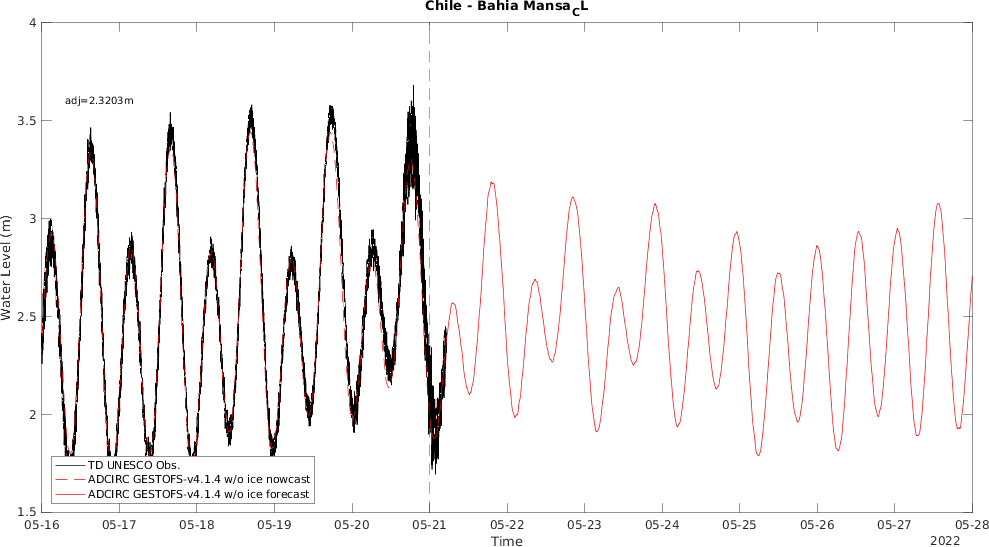 Chile - Bahia MansaCL
4
adj=2.3203m
3.5
3
2.5
2
1.5
Water Level (m)
TD UNESCO Obs.
ADCIRC GESTOFS-v4.1.4 w/o ice nowcast
ADCIRC GESTOFS-v4.1.4 w/o ice forecast
05-16 05-17 05-18 05-19 05-20 05-21 05-22 05-23 05-24 05-25 05-26 05-27 05-28
Time
2022